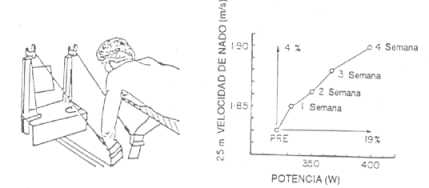 25 m VELOCIDAD DE NADO (m/s)
1·90
4 %
4 Semana
3 Semana
2 Semana
1·85
1 Semana
PRE
19%
350
400
POTENCIA (W)